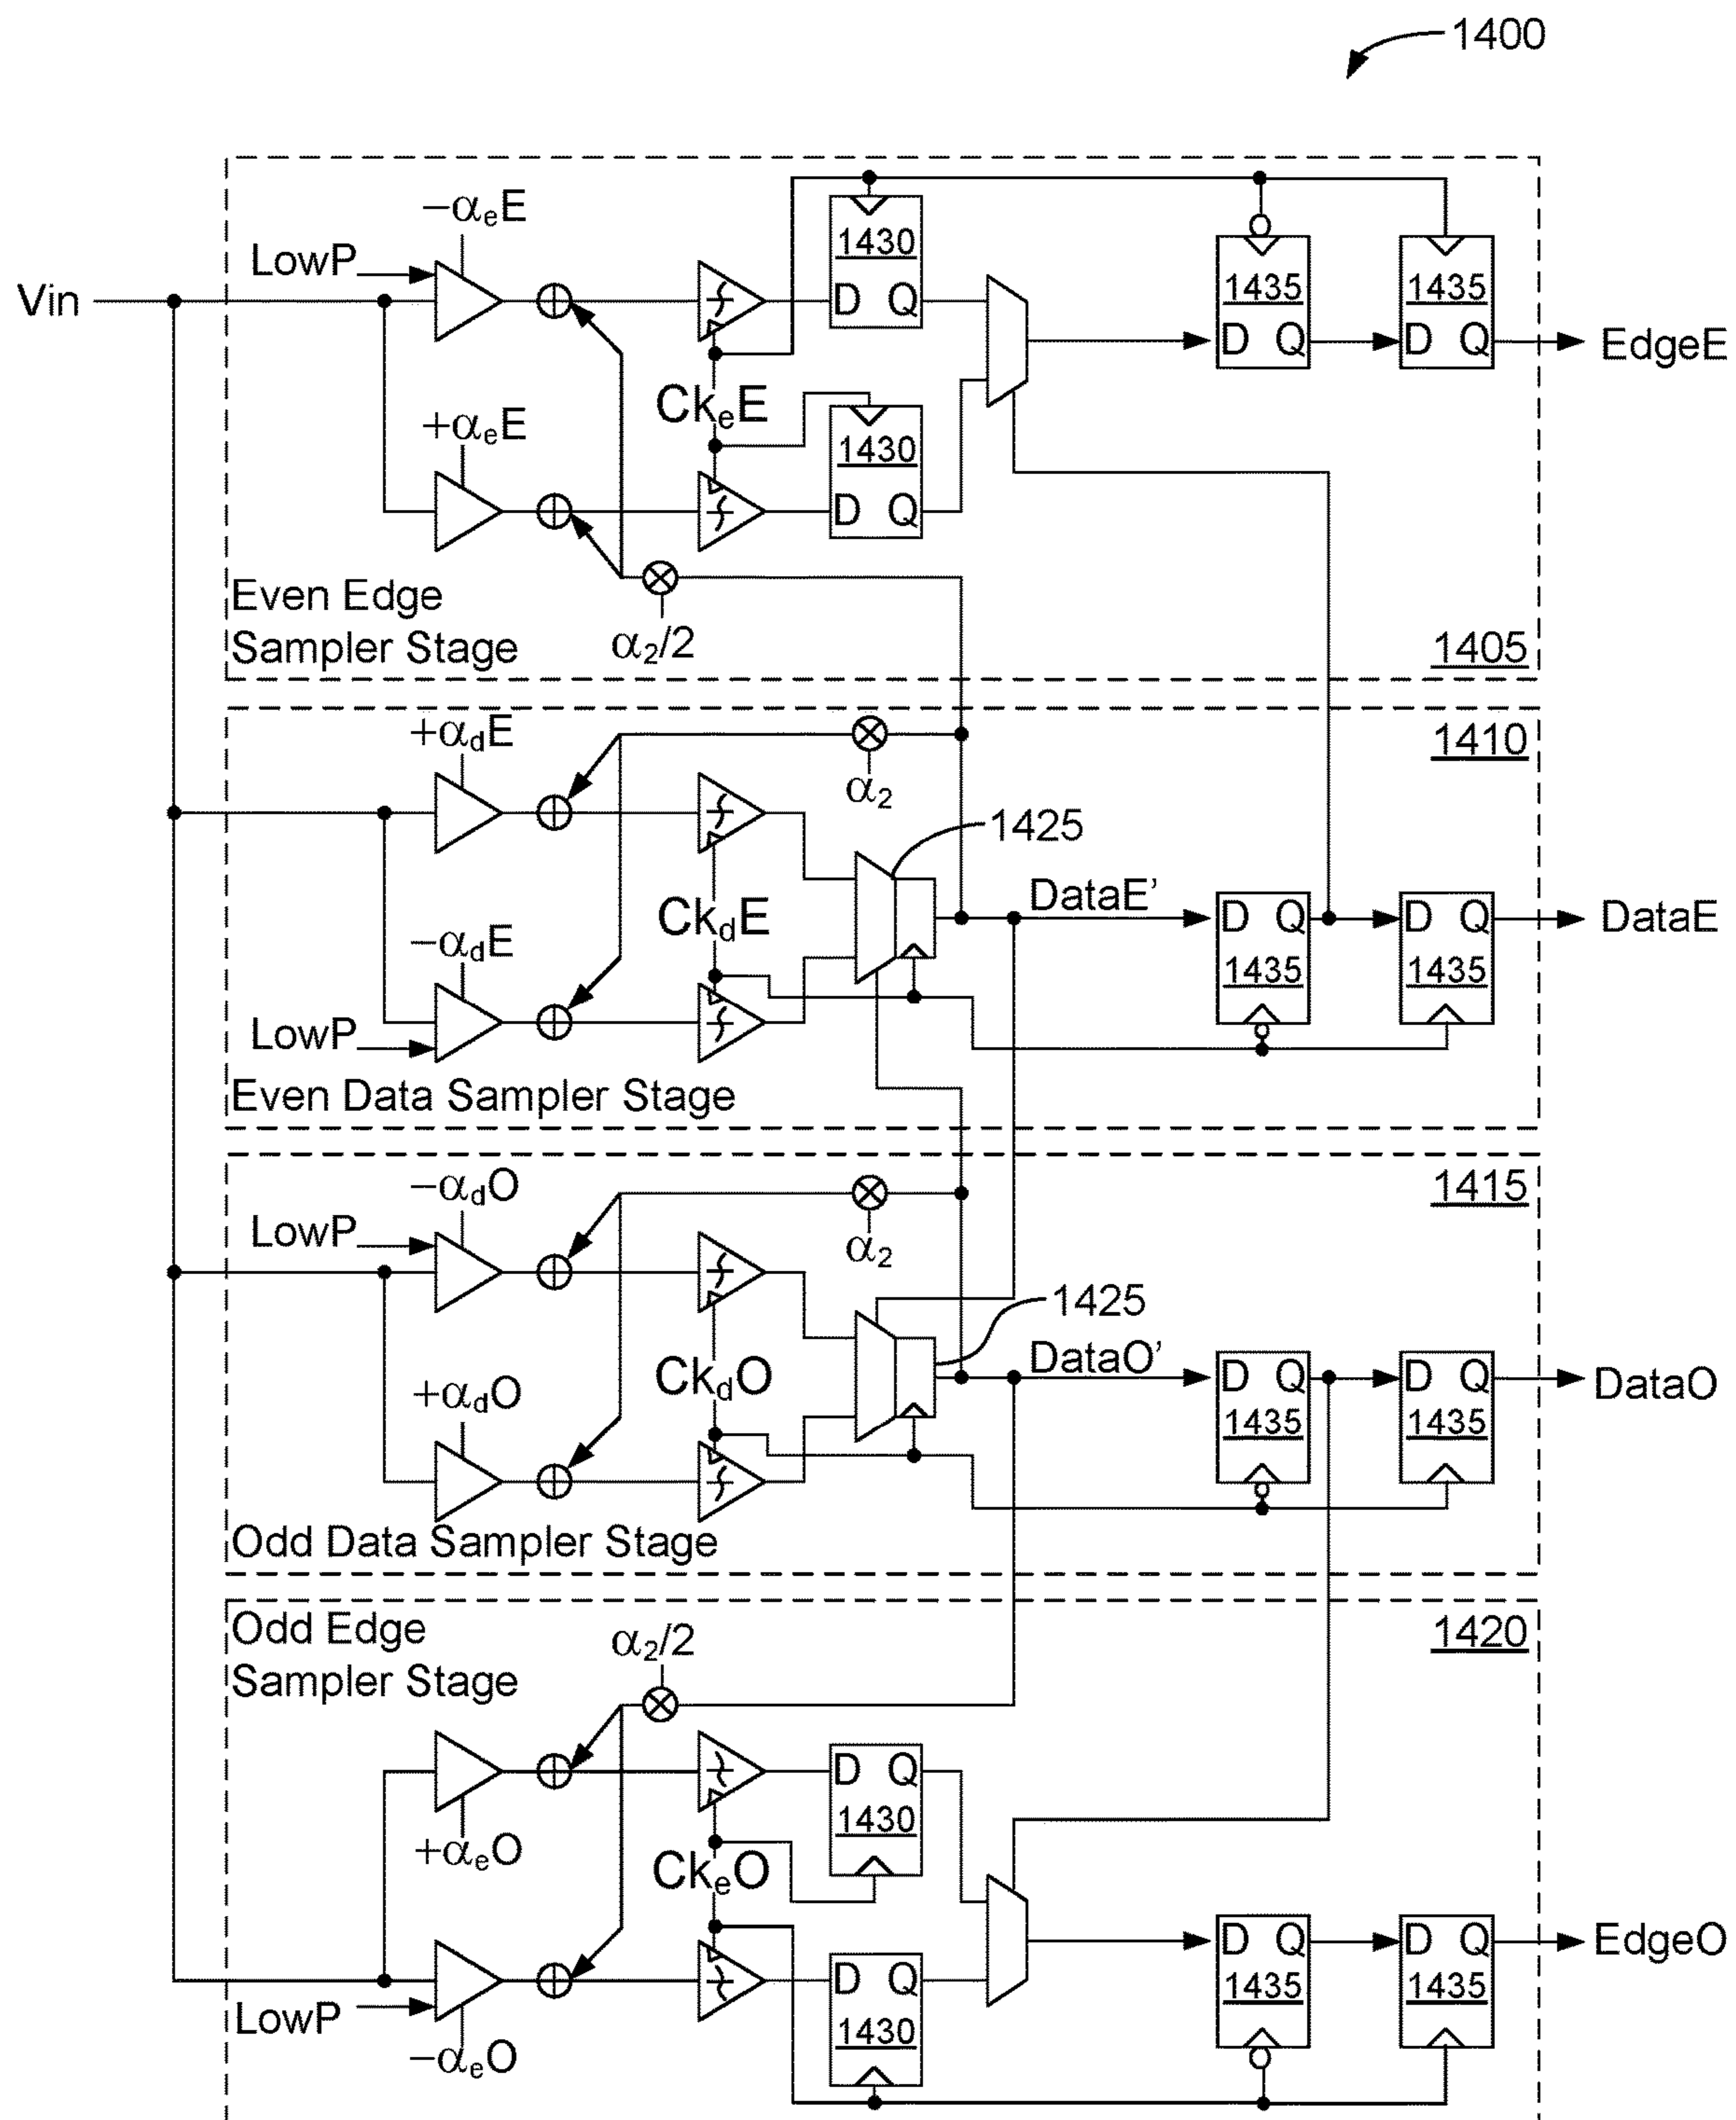 1400
−αeE
LowP
1430
D Q
1435
D Q
1435
D Q
Vin
EdgeE
+αeE
CkeE
1430
D Q
Even Edge
Sampler Stage
α2/2
1405
+αdE
1410
α2
1425
CkdE
DataE’
D Q
1435
D Q
1435
DataE
−αdE
LowP
Even Data Sampler Stage
−αdO
1415
LowP
α2
1425
CkdO
DataO’
D Q
1435
D Q
1435
DataO
+αdO
Odd Data Sampler Stage
Odd Edge
Sampler Stage
α2/2
1420
D Q
1430
+αeO
CkeO
D Q
1435
D Q
1435
EdgeO
D Q
1430
LowP
−αeO